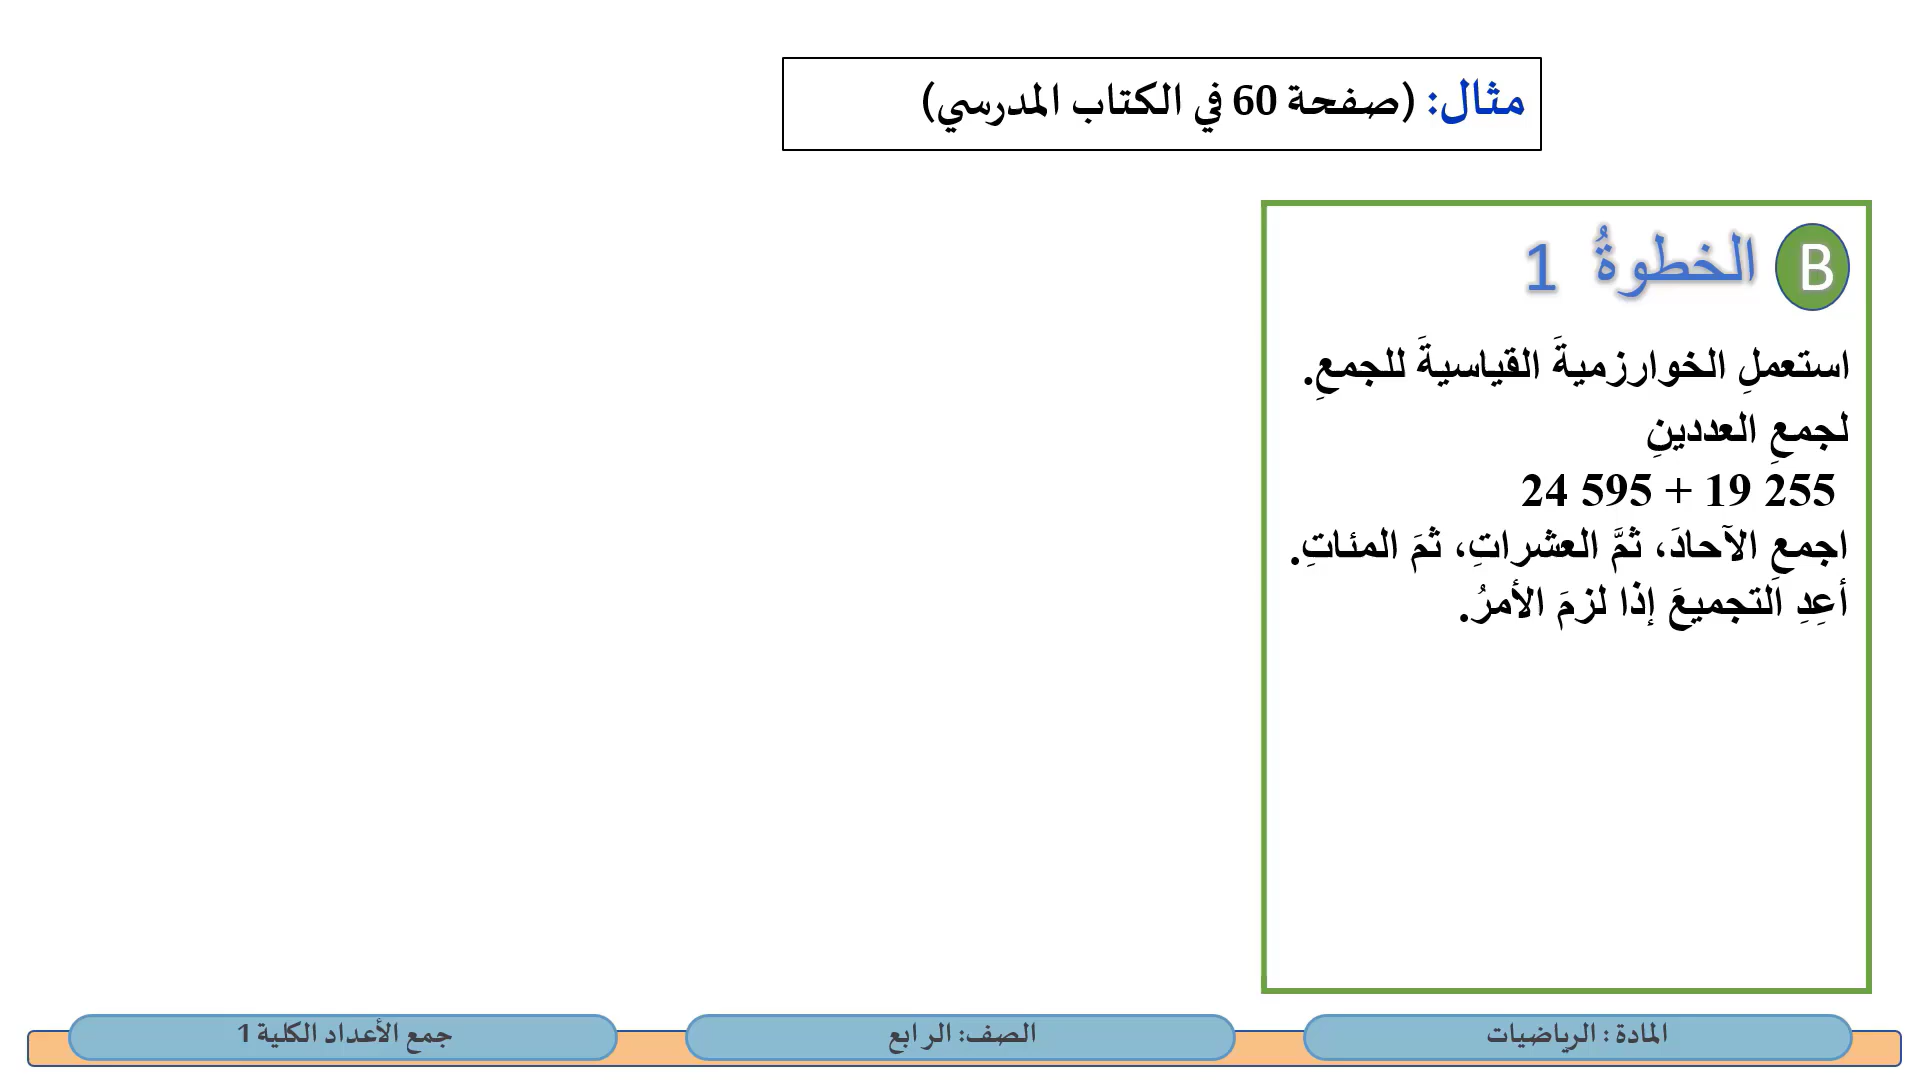 مثال: (صفحة 60 في الكتاب المدرسي)
B الخطوةُ 1
استعملِ الخوارزميةَ القياسيةَ للجمعِ.
لجمعِ العددينِ
24 595 + 19 255
اجمعِ الآحادَ، ثمَّ العشراتِ، ثمَ المئاتِ.
أعِدِ التجميعَ إذا لزمَ الأمرُ.
المادة : الرياضيات
الصف: الرابع
جمع الأعداد الكلية 1